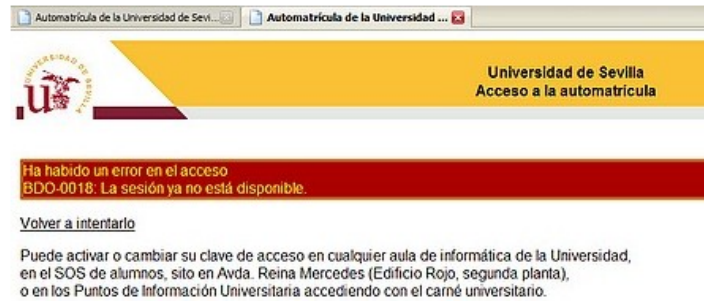 Automatrícula de la Universidad de Sevi...
Automatrícula de la Universidad ...
UNIVERSIDAD DE SEVILLA
Universidad de Sevilla
Acceso a la automatrícula
Ha habido un error en el acceso
BDO-0018: La sesión ya no está disponible.
Volver a intentarlo
Puede activar o cambiar su clave de acceso en cualquier aula de informática de la Universidad,
en el SOS de alumnos, sito en Avda. Reina Mercedes (Edificio Rojo, segunda planta),
o en los Puntos de Información Universitaria accediendo con el carné universitario.